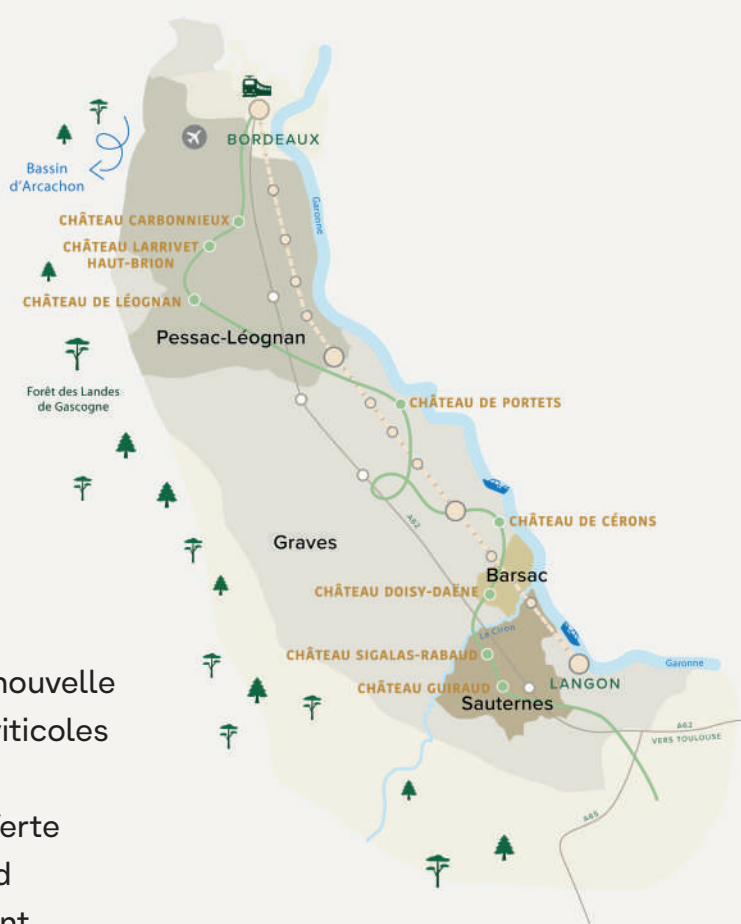 BORDEAUX
Bassin
d'Arcachon
Garonne
CHÂTEAU CARBONNIEUX
CHÂTEAU LARRIVET
HAUT-BRION
CHÂTEAU DE LÉOGNAN
Pessac-Léognan
Forêt des Landes
de Gascogne
CHÂTEAU DE PORTETS
A62
CHÂTEAU DE CÉRONS
Graves
Barsac
CHÂTEAU DOISY-DAËNE
Le Ciron
CHÂTEAU SIGALAS-RABAUD
Garonne
CHÂTEAU GUIRAUD
LANGON
Sauternes
A62
VERS TOULOUSE
A65
nouvelle
iticoles
erte
d
nt